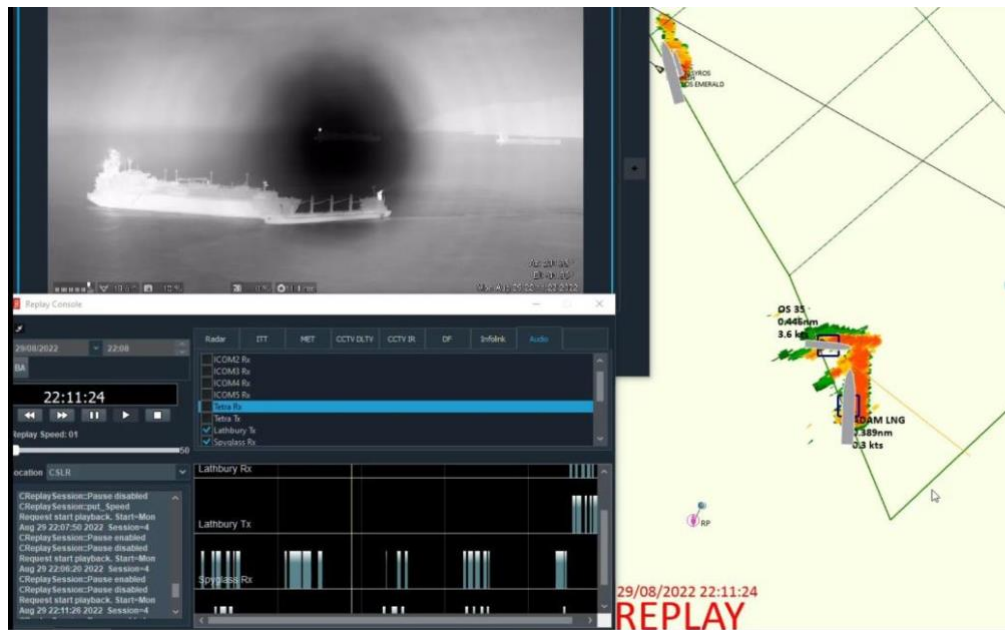 Replay Console
29/08/2022
22:08
BA
22:11:24
Replay Speed: 01
50
ocation
CSLR
CReplaySession::Pause disabled
CReplaySession::put_Speed
Request start playback. Start=Mon
Aug 29 22:07:50 2022 Session=4
CReplaySession::Pause enabled
CReplaySession::Pause disabled
Request start playback. Start=Mon
Aug 29 22:06:20 2022 Session=4
CReplaySession::Pause enabled
CReplaySession::Pause disabled
Request start playback. Start=Mon
Aug 29 22:11:26 2022 Session=4
Radar
ITT
MET
CCTV DLTV
CCTV IR
DF
Infolink
Audio
ICOM2 Rx
ICOM3 Rx
ICOM4 Rx
ICOM5 Rx
Tetra Rx
Tetra Tx
Lathbury Tx
Spyglass Rx
Lathbury Rx
Lathbury Tx
Spyglass Rx
SYROS
EMERALD
OS 35
0.446nm
3.6
ADAM LNG
.389nm
0.3 kts
RP
29/08/2022 22:11:24
REPLAY